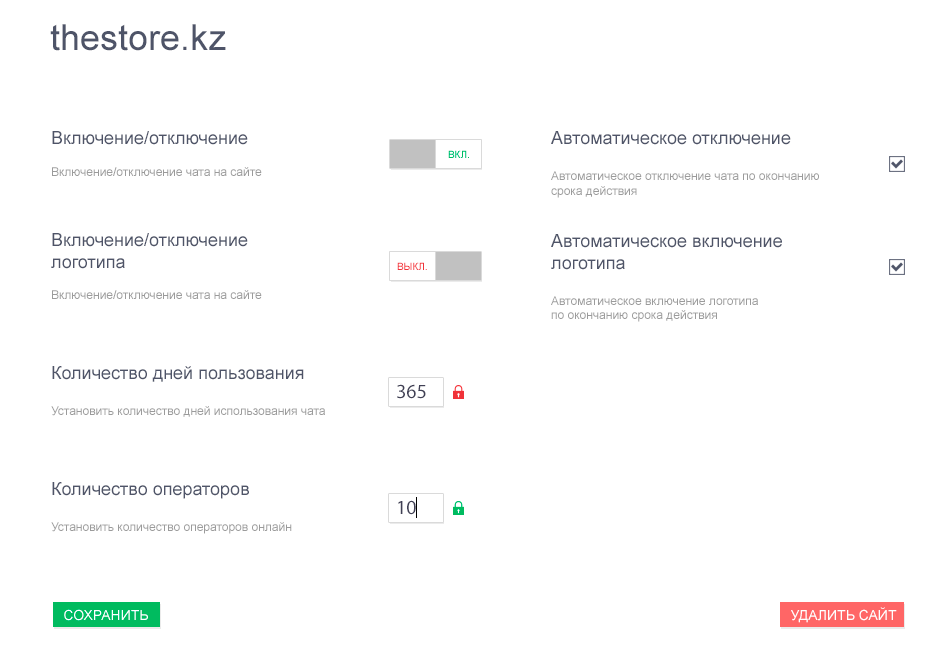 thestore.kz
Включение/отключение
Включение/отключение чата на сайте
ВКЛ.
Автоматическое отключение
Автоматическое отключение чата по окончанию
срока действия
Включение/отключение
логотипа
Включение/отключение чата на сайте
ВЫКЛ.
Автоматическое включение
логотипа
Автоматическое включение логотипа
по окончанию срока действия
Количество дней пользования
Установить количество дней использования чата
365
Количество операторов
Установить количество операторов онлайн
10
СОХРАНИТЬ
УДАЛИТЬ САЙТ